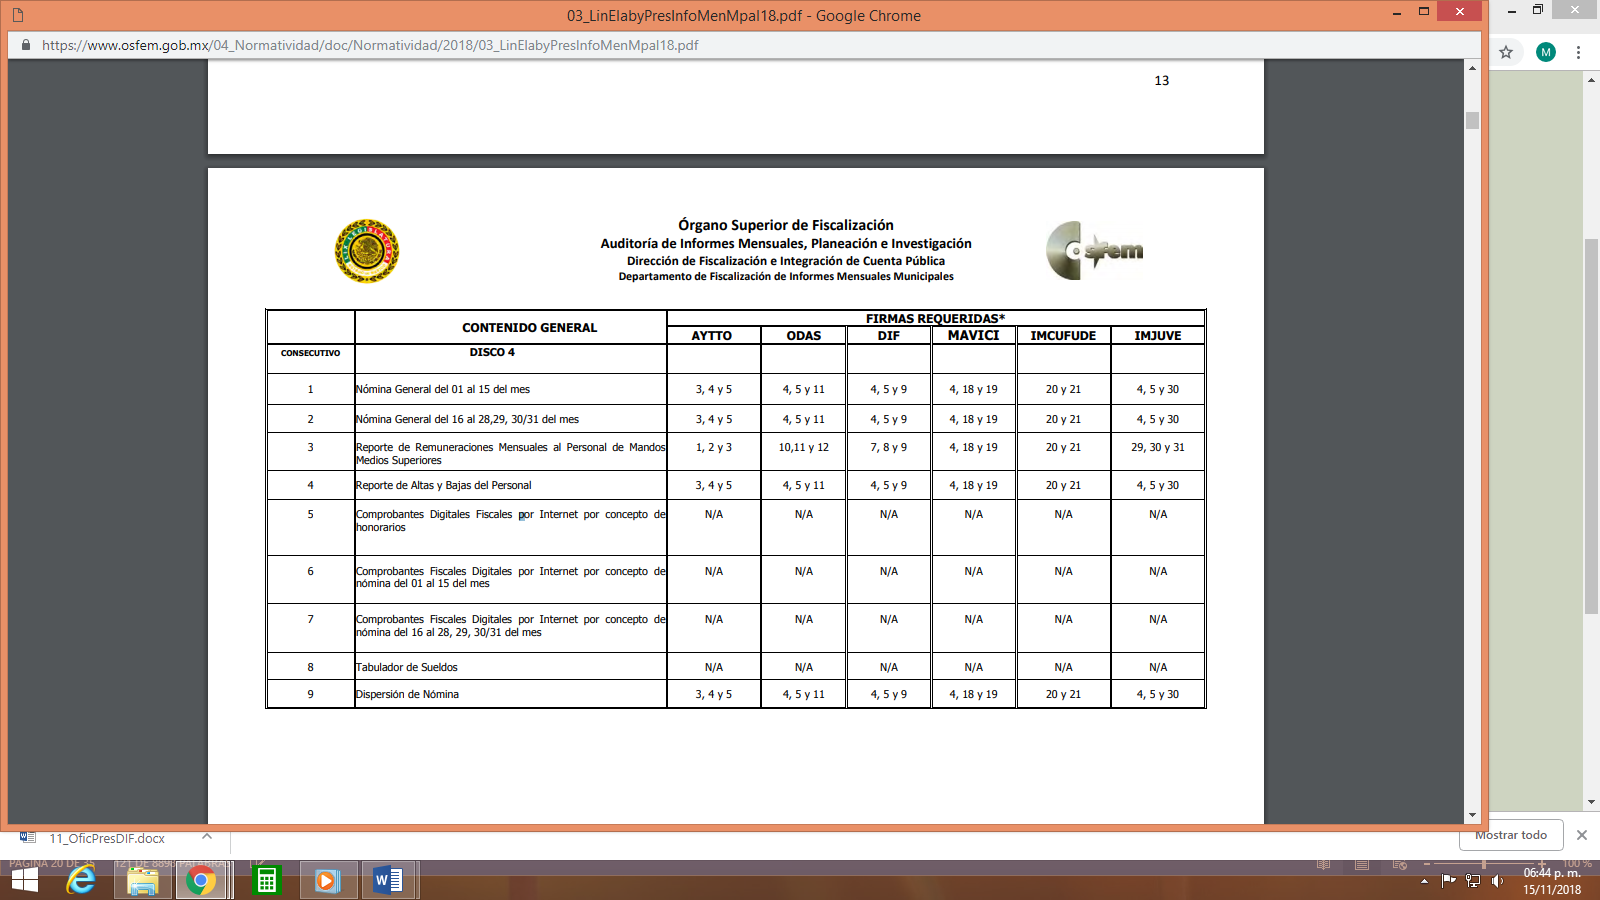 03_LinElabyPresInfoMenMpal18.pdf - Google Chrome
https://www.osfem.gob.mx/04_Normatividad/doc/Normatividad/2018/03_LinElabyPresInfoMenMpal18.pdf
M
13
Órgano Superior de Fiscalización
Auditoría de Informes Mensuales, Planeación e Investigación
Dirección de Fiscalización e Integración de Cuenta Pública
Departamento de Fiscalización de Informes Mensuales Municipales
osfem
CONTENIDO GENERAL FIRMAS REQUERIDAS*
AYTTO ODAS DIF MAVICI IMCUFUDE IMJUVE
CONSECUTIVO DISCO 4
1 Nómina General del 01 al 15 del mes 3, 4 y 5 4, 5 y 11 4, 5 y 9 4, 18 y 19 20 y 21 4, 5 y 30
2 Nómina General del 16 al 28,29, 30/31 del mes 3, 4 y 5 4, 5 y 11 4, 5 y 9 4, 18 y 19 20 y 21 4, 5 y 30
3 Reporte de Remuneraciones Mensuales al Personal de Mandos 1, 2 y 3 10,11 y 12 7, 8 y 9 4, 18 y 19 20 y 21 29, 30 y 31
Medios Superiores
4 Reporte de Altas y Bajas del Personal 3, 4 y 5 4, 5 y 11 4, 5 y 9 4, 18 y 19 20 y 21 4, 5 y 30
5 Comprobantes Digitales Fiscales por Internet por concepto de N/A N/A N/A N/A N/A N/A
honorarios
6 Comprobantes Fiscales Digitales por Internet por concepto de N/A N/A N/A N/A N/A N/A
nómina del 01 al 15 del mes
7 Comprobantes Fiscales Digitales por Internet por concepto de N/A N/A N/A N/A N/A N/A
nómina del 16 al 28, 29, 30/31 del mes
8 Tabulador de Sueldos N/A N/A N/A N/A N/A N/A
9 Dispersión de Nómina 3, 4 y 5 4, 5 y 11 4, 5 y 9 4, 18 y 19 20 y 21 4, 5 y 30
11_OficPresDIF.docx
Mostrar todo
PÁGINA 20 DE 35 121 DE 8898 PALABRAS
100 %
06:44 p. m.
15/11/2018